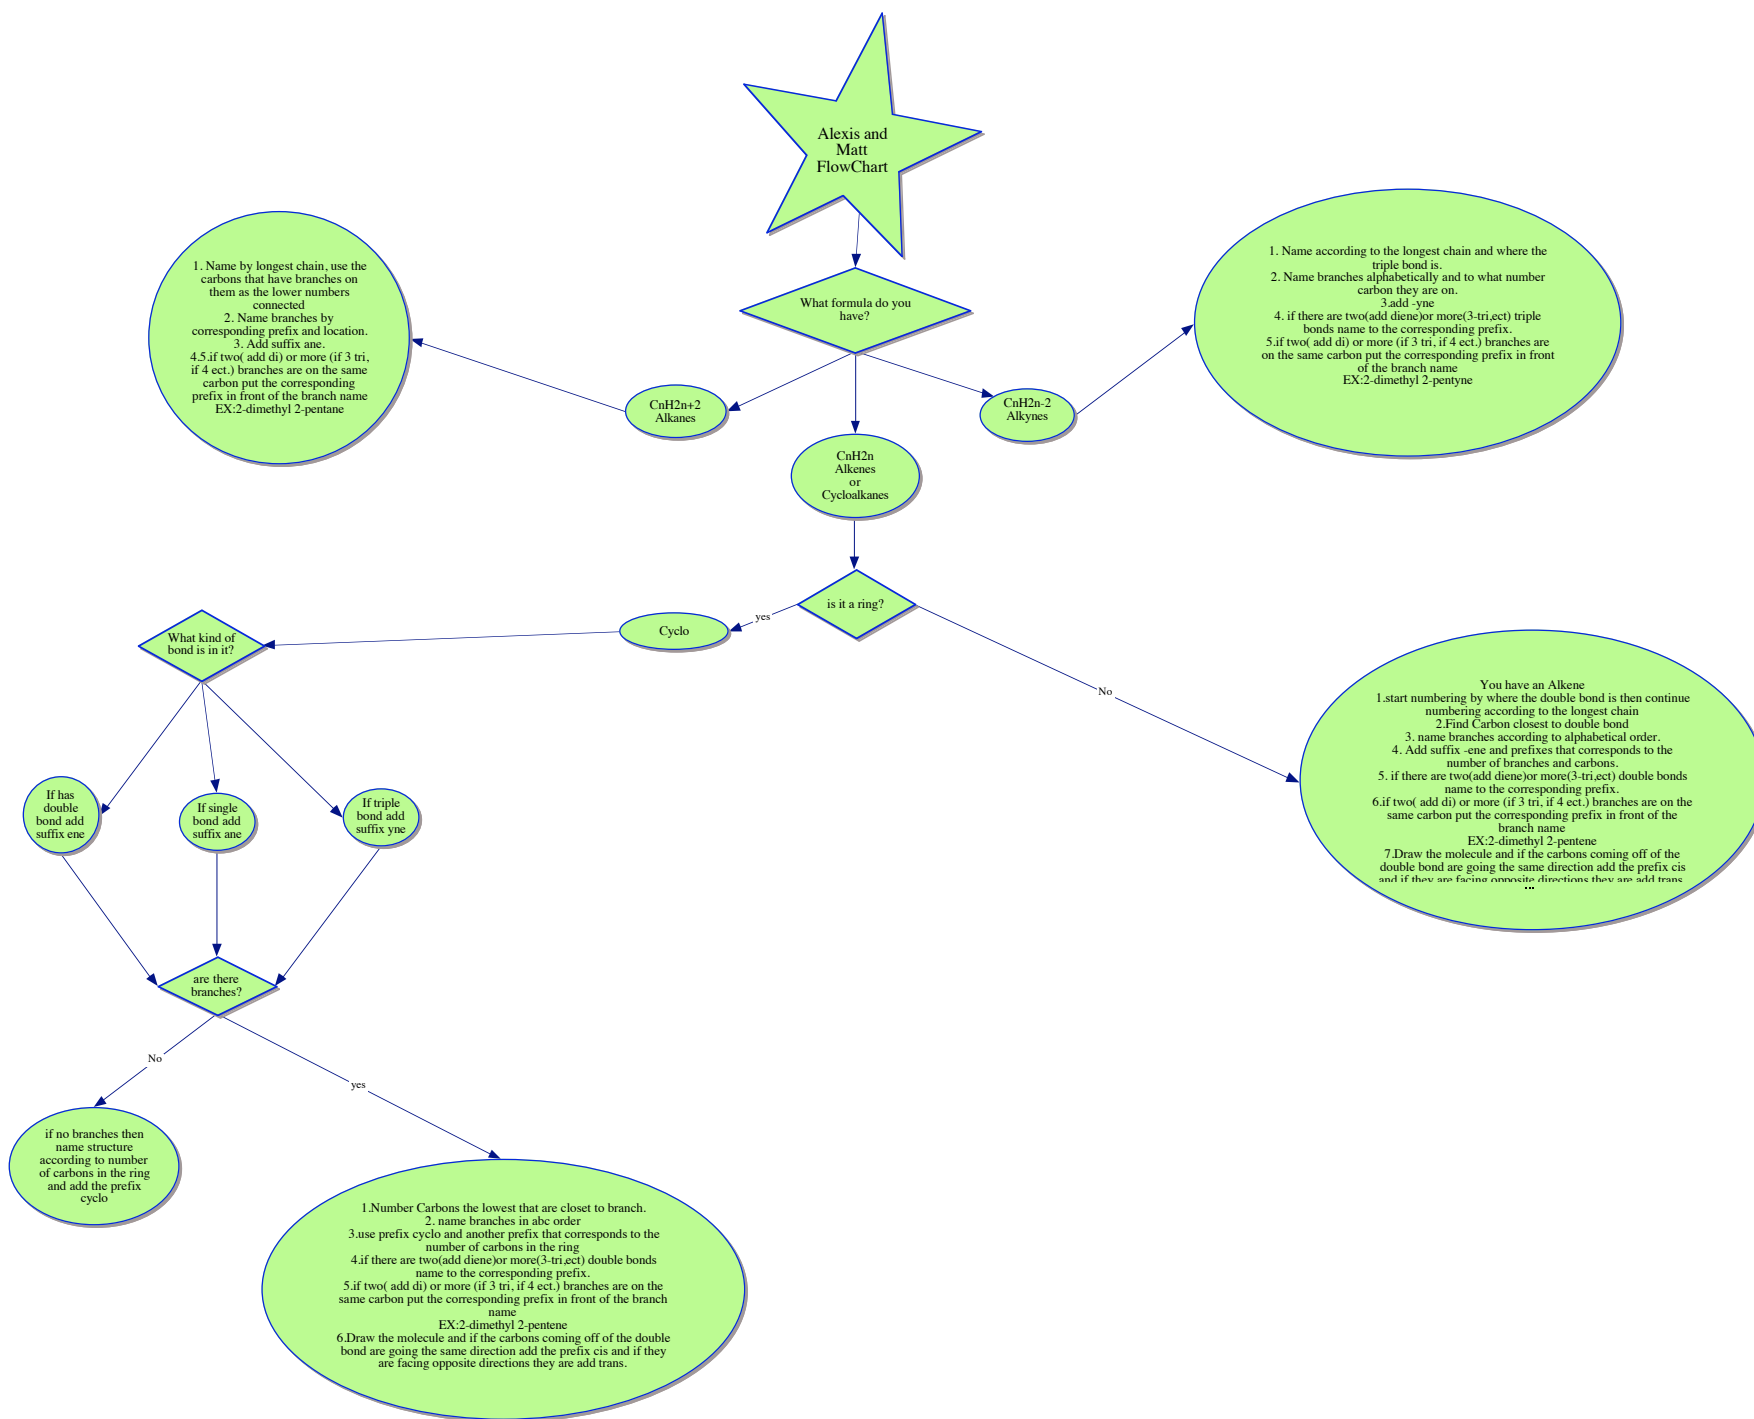 Alexis and
Matt
FlowChart
What formula do you
have?
1. Name by longest chain, use the
carbons that have branches on
them as the lower numbers
connected
2. Name branches by
corresponding prefix and location.
3. Add suffix ane.
4.5.if two( add di) or more (if 3 tri,
if 4 ect.) branches are on the same
carbon put the corresponding
prefix in front of the branch name
EX:2-dimethyl 2-pentane
CnH2n+2
Alkanes
CnH2n
Alkenes
or
Cycloalkanes
CnH2n-2
Alkynes
1. Name according to the longest chain and where the
triple bond is.
2. Name branches alphabetically and to what number
carbon they are on.
3.add -yne
4. if there are two(add diene)or more(3-tri,ect) triple
bonds name to the corresponding prefix.
5.if two( add di) or more (if 3 tri, if 4 ect.) branches are
on the same carbon put the corresponding prefix in front
of the branch name
EX:2-dimethyl 2-pentyne
is it a ring?
yes
Cyclo
No
What kind of
bond is in it?
You have an Alkene
1.start numbering by where the double bond is then continue
numbering according to the longest chain
2.Find Carbon closest to double bond
3. name branches according to alphabetical order.
4. Add suffix -ene and prefixes that corresponds to the
number of branches and carbons.
5. if there are two(add diene)or more(3-tri,ect) double bonds
name to the corresponding prefix.
6.if two( add di) or more (if 3 tri, if 4 ect.) branches are on the
same carbon put the corresponding prefix in front of the
branch name
EX:2-dimethyl 2-pentene
7.Draw the molecule and if the carbons coming off of the
double bond are going the same direction add the prefix cis
and if they are facing opposite directions they are add trans.
...
If has
double
bond add
suffix ene
If single
bond add
suffix ane
If triple
bond add
suffix yne
are there
branches?
No
yes
if no branches then
name structure
according to number
of carbons in the ring
and add the prefix
cyclo
1.Number Carbons the lowest that are closet to branch.
2. name branches in abc order
3.use prefix cyclo and another prefix that corresponds to the
number of carbons in the ring
4.if there are two(add diene)or more(3-tri,ect) double bonds
name to the corresponding prefix.
5.if two( add di) or more (if 3 tri, if 4 ect.) branches are on the
same carbon put the corresponding prefix in front of the branch
name
EX:2-dimethyl 2-pentene
6.Draw the molecule and if the carbons coming off of the double
bond are going the same direction add the prefix cis and if they
are facing opposite directions they are add trans.